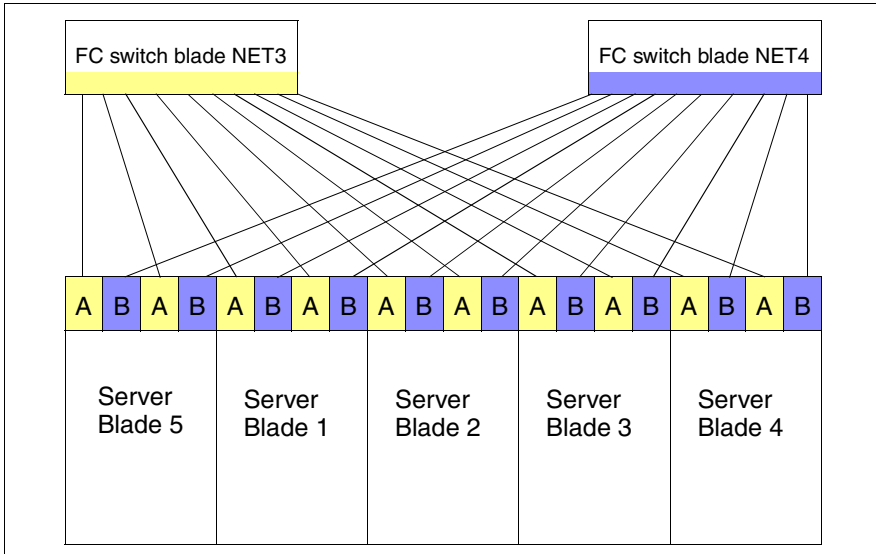 FC switch blade NET3
FC switch blade NET4
A B A B A B A B A B A B A B A B A B A B
Server
Blade 5
Server
Blade 1
Server
Blade 2
Server
Blade 3
Server
Blade 4